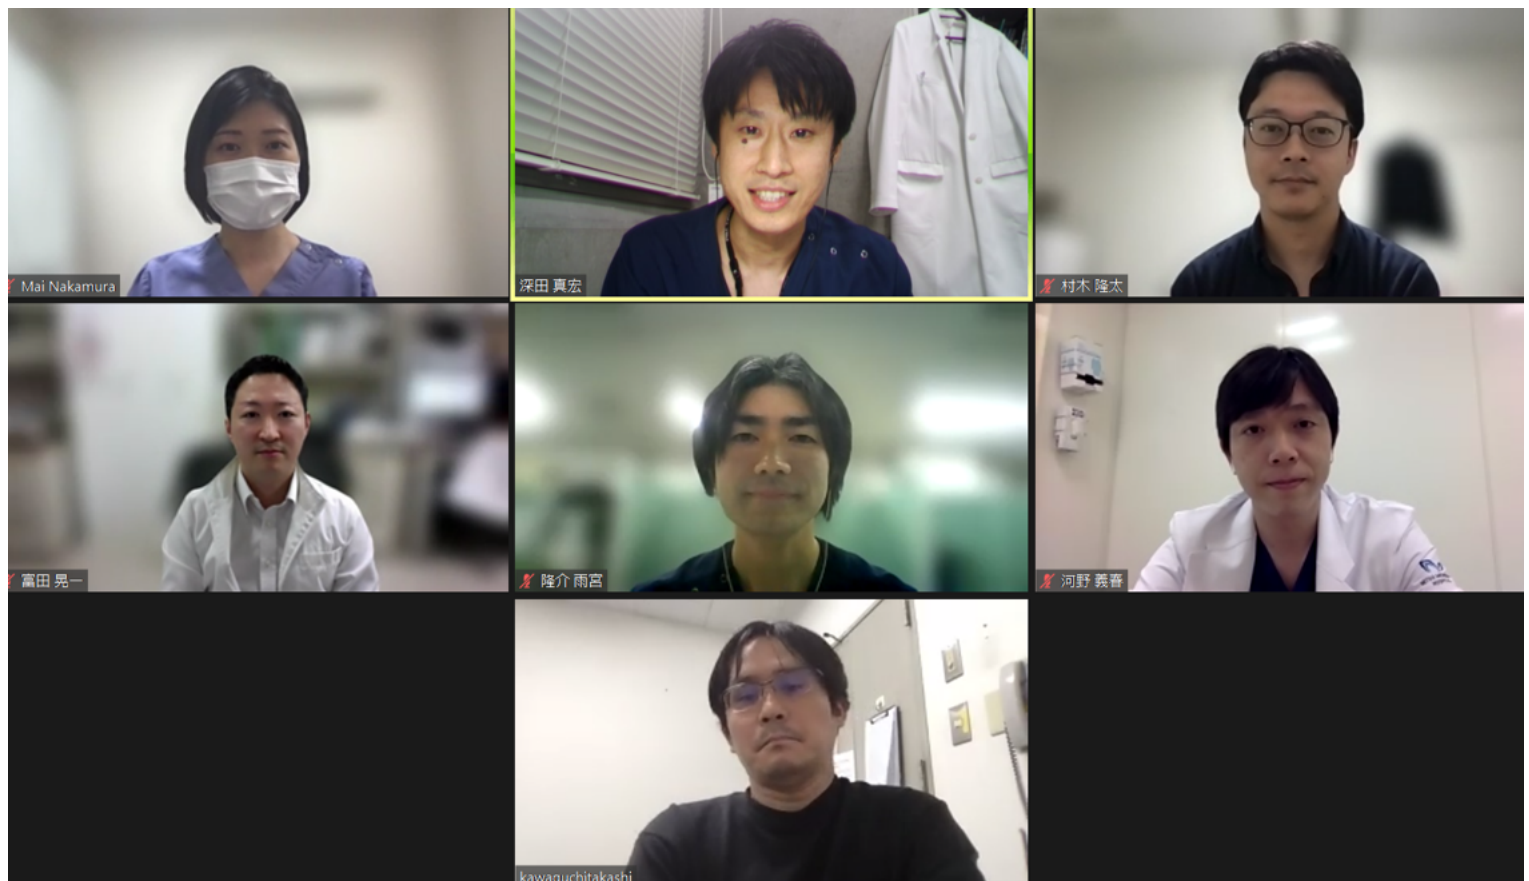 Mai Nakamura
深田 真宏
村木 隆太
富田 晃一
隆介 雨宮
河野 義春
kawaguchitakashi